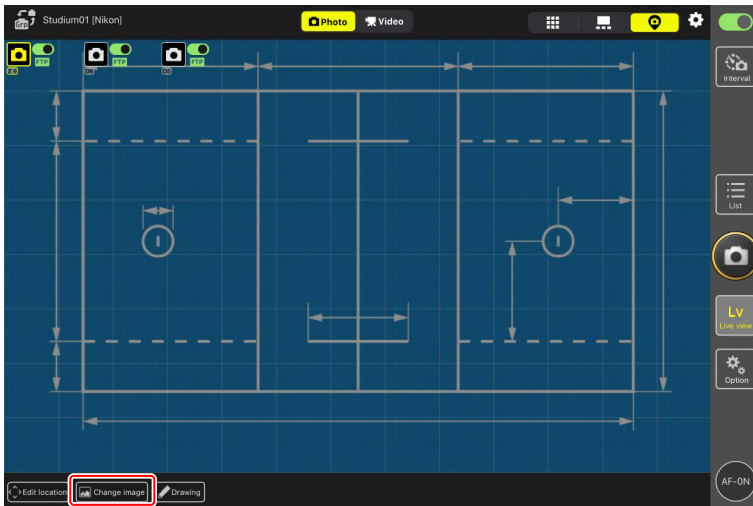 Grp Studium01 [Nikon]
Photo
Video
FTP
FTP
FTP
Interval
List
Lv
Live view
Option
Edit location
Change image
Drawing
AF-ON